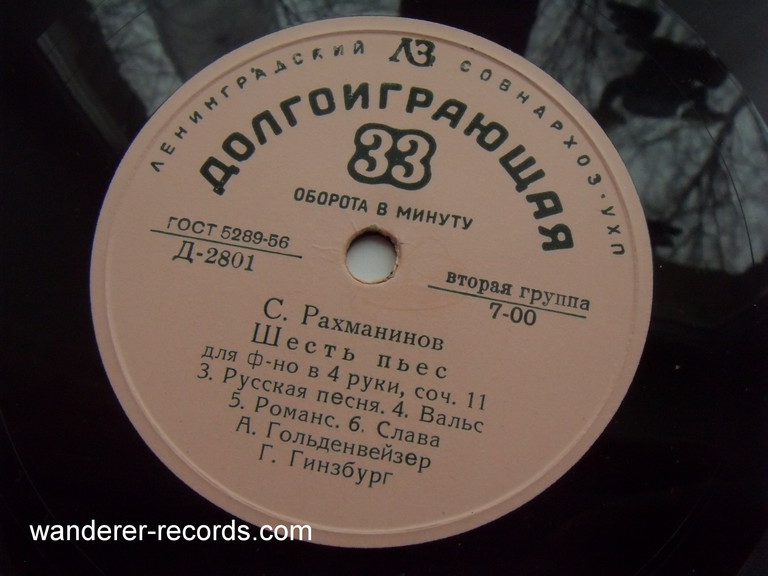 ЛЕНИНГРАДСКИЙ ЛЗ СОВНАРХОЗ·УХП
ДОЛГОИГРАЮЩАЯ
33
ОБОРОТА В МИНУТУ
ГОСТ 5289-56
Д-2801
вторая группа
7-00
С. Рахманинов
Шесть пьес
для ф-но в 4 руки, соч. 11
3. Русская песня. 4. Вальс
5. Романс. 6. Слава
А. Гольденвейзер
Г. Гинзбург
wanderer-records.com